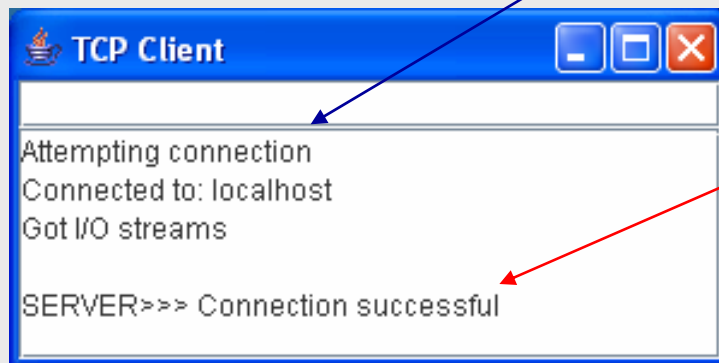 TCP Client
Attempting connection
Connected to: localhost
Got I/O streams
SERVER>>> Connection successful